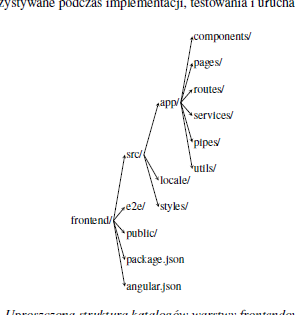 zystywane podczas implementacji, testowania i urucha
components/
pages/
routes/
app/
services/
pipes/
src/
utils/
locale/
e2e/
styles/
frontend/
public/
package.json
angular.json
Uproszczona struktura katalogów warstwy frontendow